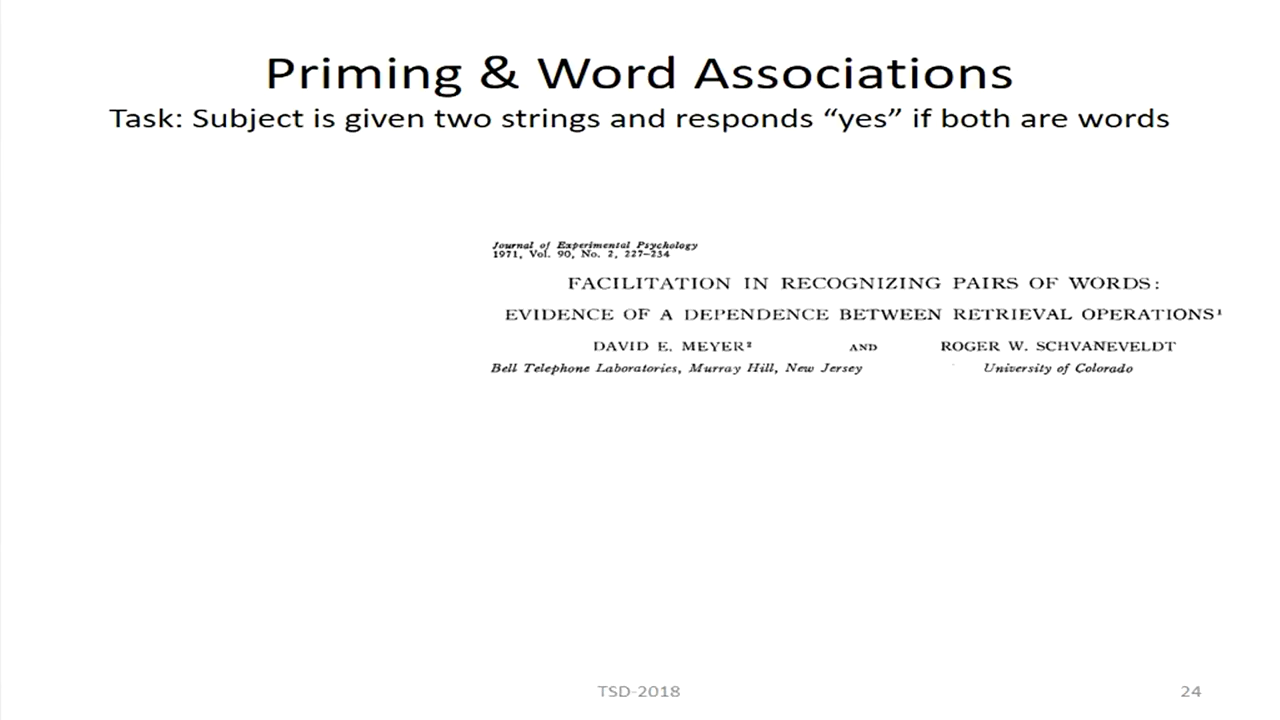 Priming & Word Associations
Task: Subject is given two strings and responds “yes” if both are words
Journal of Experimental Psychology
1971, Vol. 90, No. 2, 227–234
FACILITATION IN RECOGNIZING PAIRS OF WORDS:
EVIDENCE OF A DEPENDENCE BETWEEN RETRIEVAL OPERATIONS¹
DAVID E. MEYER² AND ROGER W. SCHVANEVELDT
Bell Telephone Laboratories, Murray Hill, New Jersey University of Colorado
TSD-2018 24